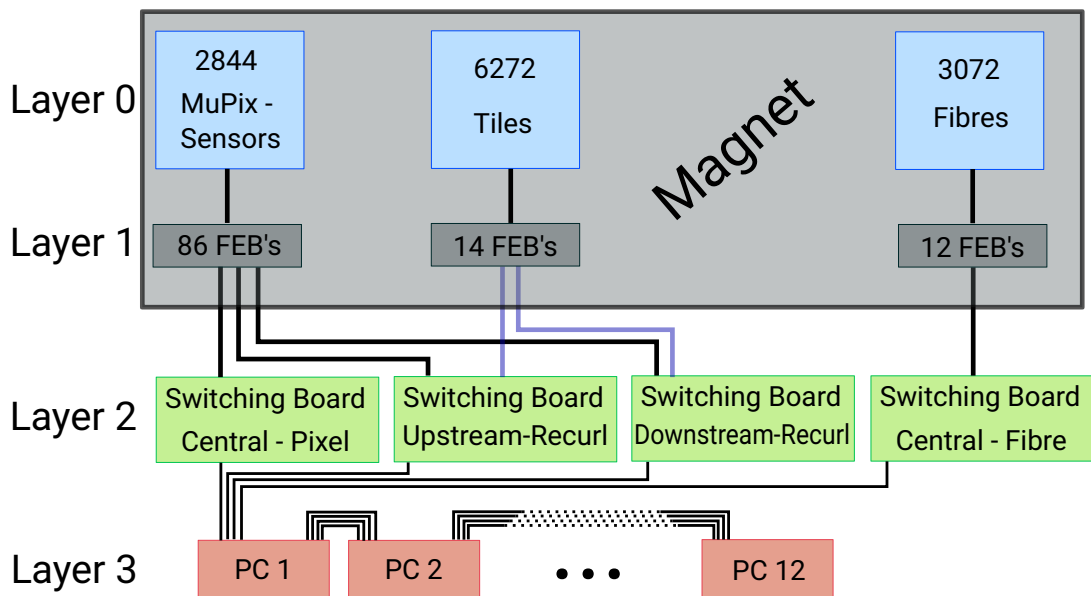 Layer 0
2844
MuPix -
Sensors
6272
Tiles
Magnet
3072
Fibres
Layer 1
86 FEB's
14 FEB's
12 FEB's
Layer 2
Switching Board
Central - Pixel
Switching Board
Upstream-Recurl
Switching Board
Downstream-Recurl
Switching Board
Central - Fibre
Layer 3
PC 1
PC 2
PC 12